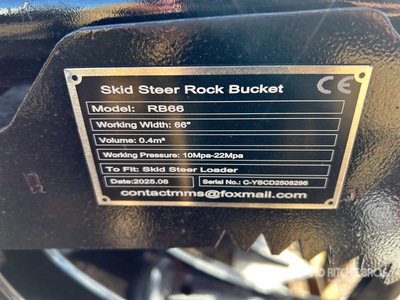 Skid Steer Rock Bucket CE
Model: RB66
Working Width: 66"
Volume: 0.4m³
Working Pressure: 10Mpa-22Mpa
To Fit: Skid Steer Loader
Date:2025.08 Serial No.: C-YSCD2508296
contactmms@foxmail.com
RITCHIE BROS